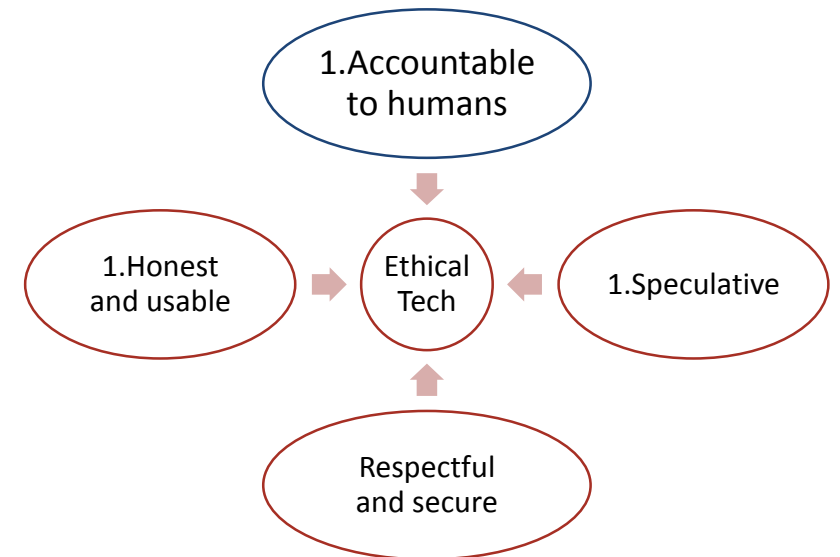 1.Accountable
to humans
1.Honest
and usable
Ethical
Tech
1.Speculative
Respectful
and secure